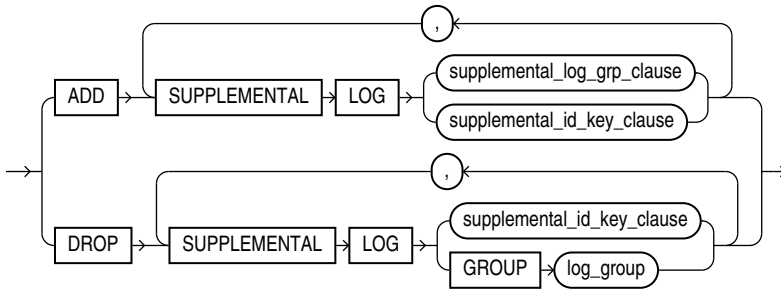 ,
supplemental_log_grp_clause
ADD SUPPLEMENTAL LOG
supplemental_id_key_clause
,
supplemental_id_key_clause
DROP SUPPLEMENTAL LOG
GROUP log_group